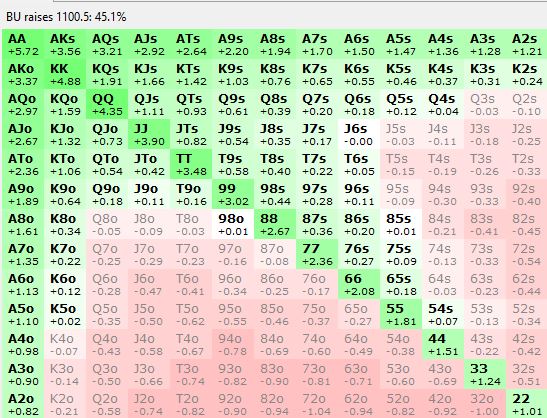 BU raises 1100.5: 45.1%
AA AKs AQs AJs ATs A9s A8s A7s A6s A5s A4s A3s A2s
+5.72 +3.56 +3.21 +2.92 +2.64 +2.20 +1.94 +1.70 +1.50 +1.47 +1.36 +1.28 +1.21
AKo KK KQs KJs KTs K9s K8s K7s K6s K5s K4s K3s K2s
+3.37 +4.88 +1.91 +1.66 +1.42 +1.03 +0.76 +0.65 +0.55 +0.46 +0.37 +0.31 +0.24
AQo KQo QQ QJs QTs Q9s Q8s Q7s Q6s Q5s Q4s Q3s Q2s
+2.97 +1.59 +4.35 +1.11 +0.93 +0.61 +0.39 +0.20 +0.18 +0.12 +0.04 -0.03 -0.10
AJo KJo QJo JJ JTs J9s J8s J7s J6s J5s J4s J3s J2s
+2.67 +1.32 +0.73 +3.90 +0.82 +0.54 +0.35 +0.17 -0.00 -0.03 -0.11 -0.18 -0.25
ATo KTo QTo JTo TT T9s T8s T7s T6s T5s T4s T3s T2s
+2.36 +1.06 +0.54 +0.42 +3.48 +0.58 +0.40 +0.22 +0.05 -0.15 -0.19 -0.26 -0.33
A9o K9o Q9o J9o T9o 99 98s 97s 96s 95s 94s 93s 92s
+1.89 +0.64 +0.18 +0.11 +0.16 +3.02 +0.44 +0.28 +0.11 -0.09 -0.30 -0.33 -0.40
A8o K8o Q8o J8o T8o 98o 88 87s 86s 85s 84s 83s 82s
+1.61 +0.34 -0.05 -0.09 -0.03 +0.01 +2.67 +0.36 +0.20 +0.01 -0.21 -0.41 -0.45
A7o K7o Q7o J7o T7o 97o 87o 77 76s 75s 74s 73s 72s
+1.35 +0.22 -0.25 -0.29 -0.23 -0.16 -0.08 +2.36 +0.27 +0.09 -0.13 -0.33 -0.54
A6o K6o Q6o J6o T6o 96o 86o 76o 66 65s 64s 63s 62s
+1.13 +0.12 -0.28 -0.47 -0.41 -0.34 -0.25 -0.17 +2.08 +0.18 -0.03 -0.23 -0.44
A5o K5o Q5o J5o T5o 95o 85o 75o 65o 55 54s 53s 52s
+1.10 +0.02 -0.35 -0.50 -0.62 -0.55 -0.46 -0.37 -0.27 +1.81 +0.07 -0.13 -0.34
A4o K4o Q4o J4o T4o 94o 84o 74o 64o 54o 44 43s 42s
+0.98 -0.07 -0.43 -0.58 -0.67 -0.78 -0.69 -0.60 -0.49 -0.38 +1.51 -0.22 -0.42
A3o K3o Q3o J3o T3o 93o 83o 73o 63o 53o 43o 33 32s
+0.90 -0.14 -0.50 -0.66 -0.74 -0.82 -0.90 -0.81 -0.71 -0.60 -0.69 +1.24 -0.51
A2o K2o Q2o J2o T2o 92o 82o 72o 62o 52o 42o 32o 22
+0.82 -0.21 -0.58 -0.74 -0.82 -0.90 -0.94 -1.04 -0.94 -0.82 -0.92 -1.00 +1.01